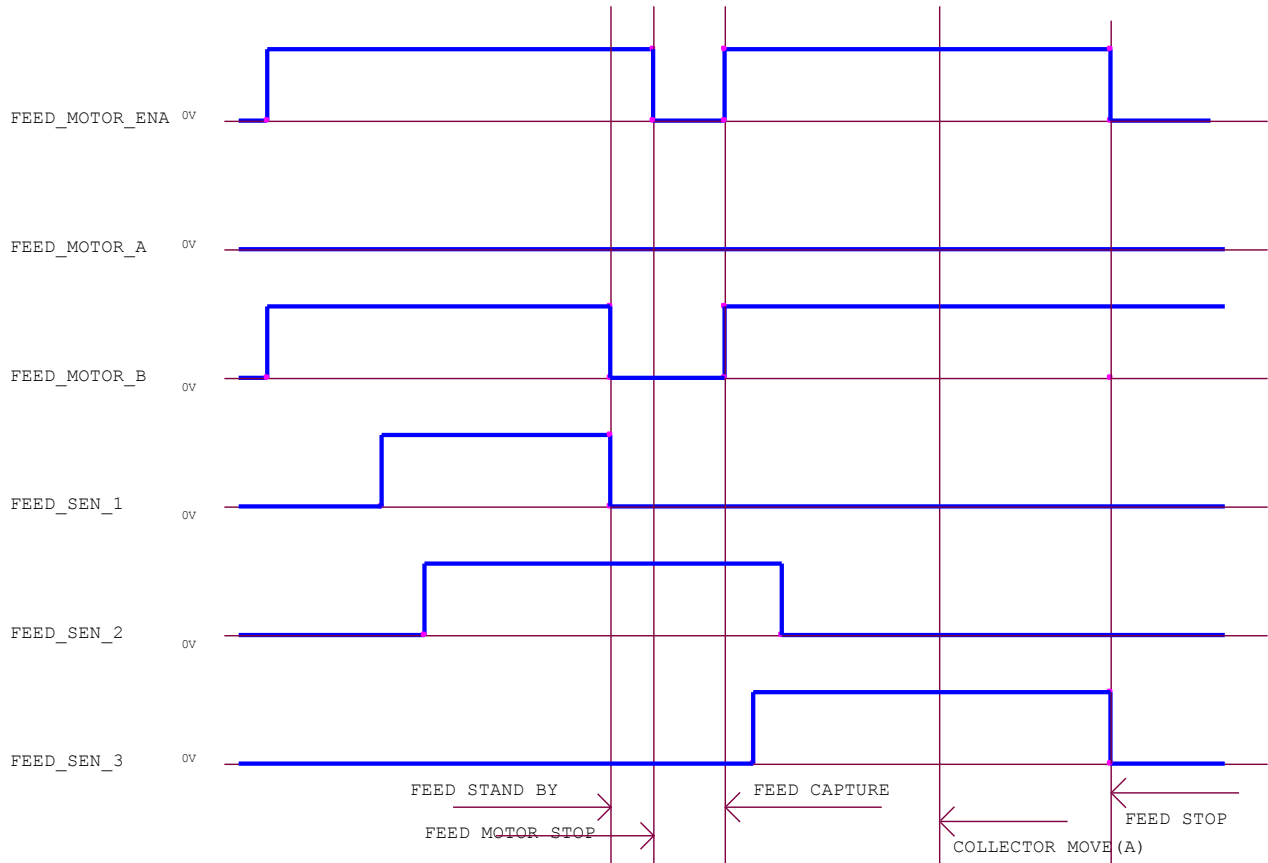 FEED_MOTOR_ENA 0V
FEED_MOTOR_A 0V
FEED_MOTOR_B 0V
FEED_SEN_1 0V
FEED_SEN_2 0V
FEED_SEN_3 0V
FEED STAND BY
FEED CAPTURE
FEED MOTOR STOP
FEED STOP
COLLECTOR MOVE(A)